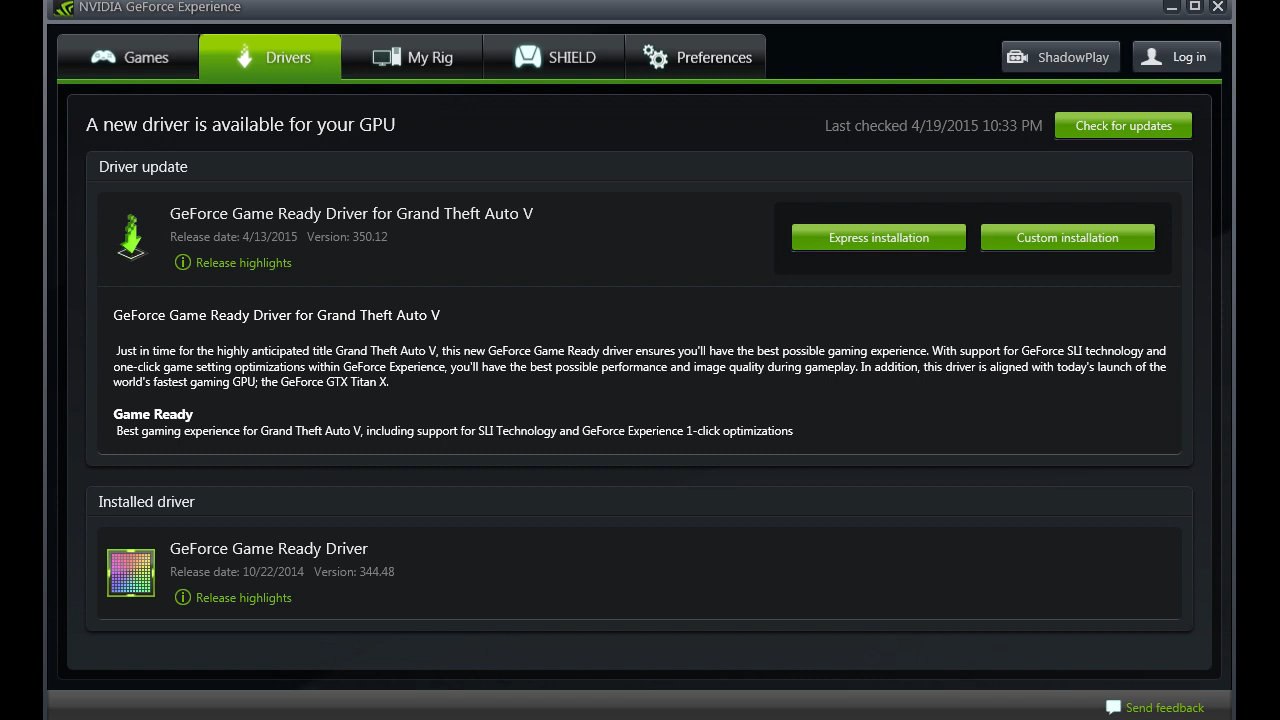 NVIDIA GeForce Experience
Games
Drivers
My Rig
SHIELD
Preferences
ShadowPlay
Log in
A new driver is available for your GPU
Last checked 4/19/2015 10:33 PM
Check for updates
Driver update
GeForce Game Ready Driver for Grand Theft Auto V
Release date: 4/13/2015 Version: 350.12
Release highlights
Express installation
Custom installation
GeForce Game Ready Driver for Grand Theft Auto V
Just in time for the highly anticipated title Grand Theft Auto V, this new GeForce Game Ready driver ensures you'll have the best possible gaming experience. With support for GeForce SLI technology and
one-click game setting optimizations within GeForce Experience, you'll have the best possible performance and image quality during gameplay. In addition, this driver is aligned with today's launch of the
world's fastest gaming GPU; the GeForce GTX Titan X.
Game Ready
Best gaming experience for Grand Theft Auto V, including support for SLI Technology and GeForce Experience 1-click optimizations
Installed driver
GeForce Game Ready Driver
Release date: 10/22/2014 Version: 344.48
Release highlights
Send feedback